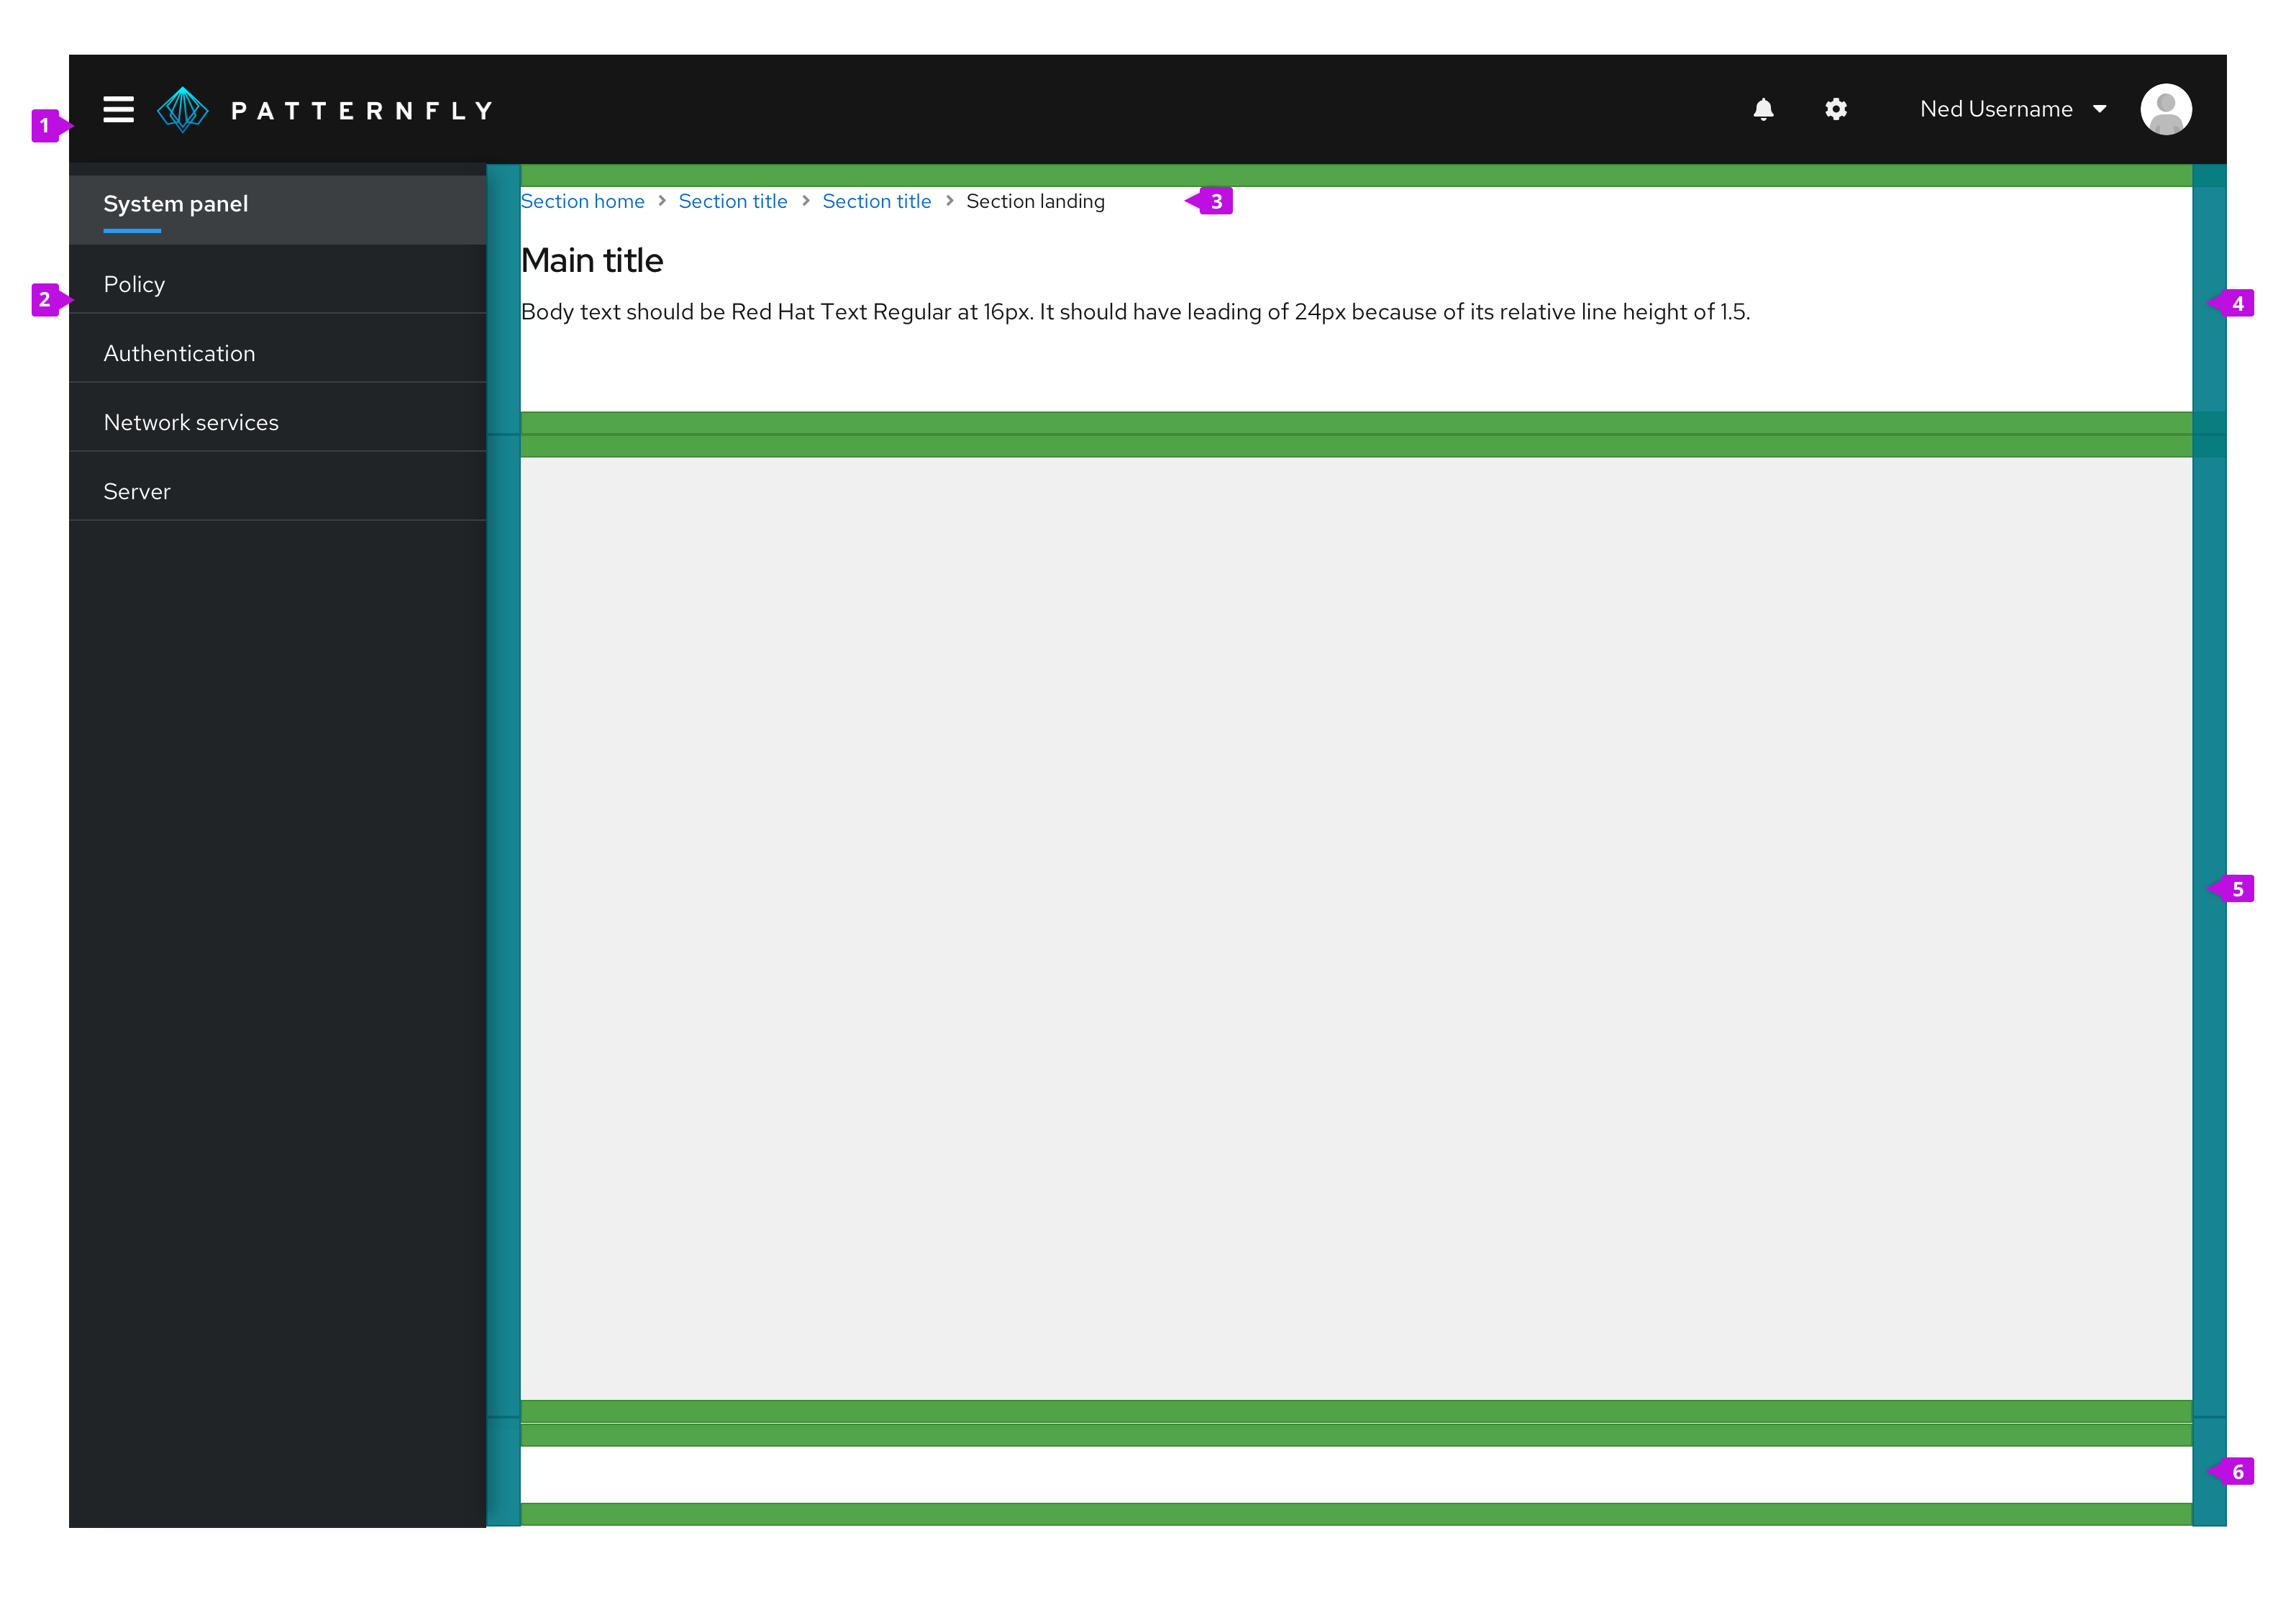 PATTERNFLY
Ned Username
1
System panel
Section home Section title Section title Section landing
3
Main title
Policy
2
4
Body text should be Red Hat Text Regular at 16px. It should have leading of 24px because of its relative line height of 1.5.
Authentication
Network services
Server
5
6